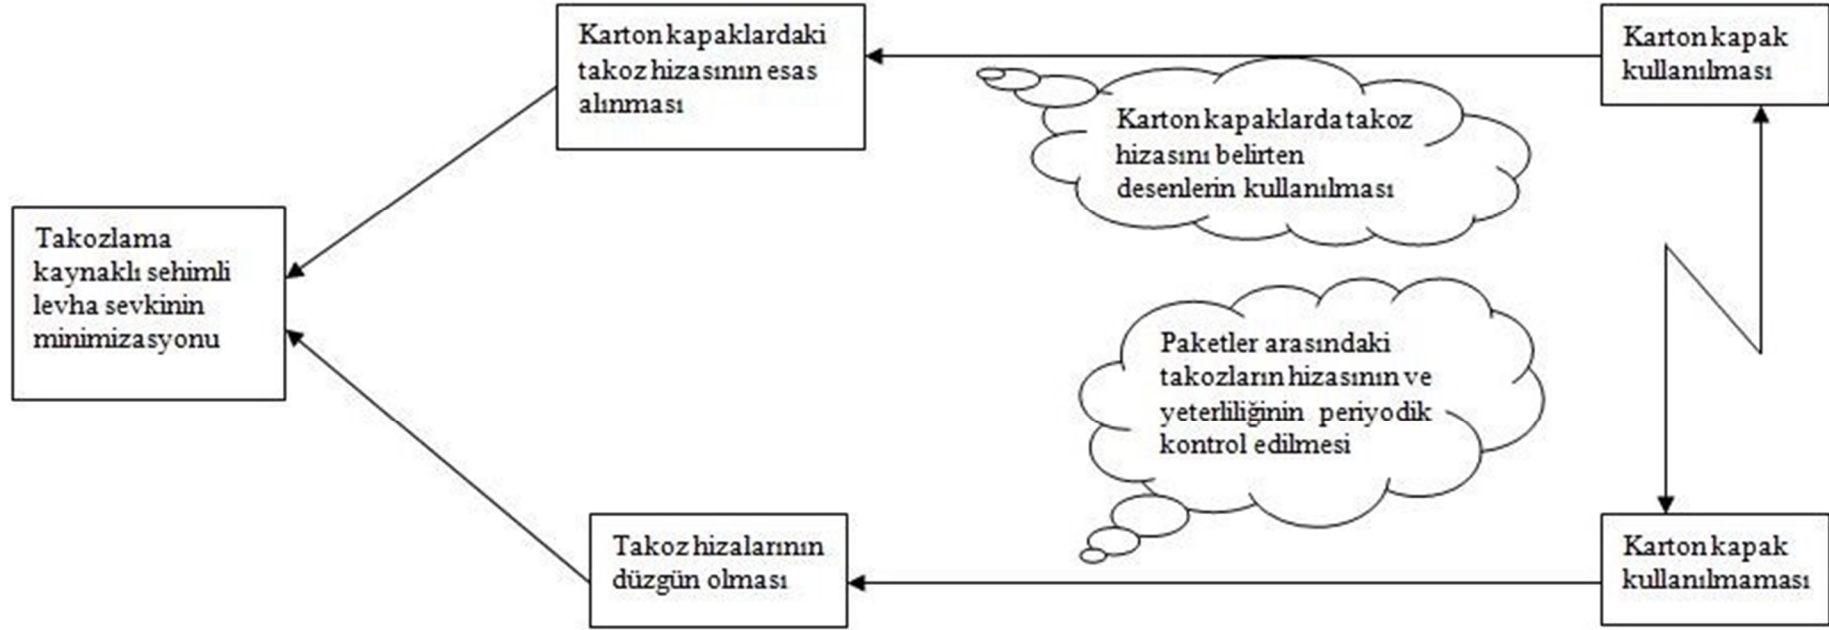 Karton kapaklardaki
takoz hizasının esas
alınması
Karton kapak
kullanılması
Karton kapaklarda takoz
hizasını belirten
desenlerin kullanılması
Takozlama
kaynaklı sehimli
levha sevkinin
minimizasyonu
Paketler arasındaki
takozların hizasının ve
yeterliliğinin periyodik
kontrol edilmesi
Takoz hizalarının
düzgün olması
Karton kapak
kullanılmaması